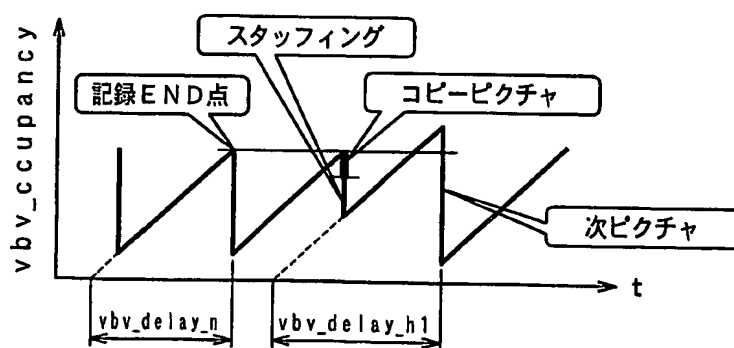 スタッフィング
記録END点
コピーピクチャ
vbv_ccupancy
次ピクチャ
t
vbv_delay_n
vbv_delay_h1